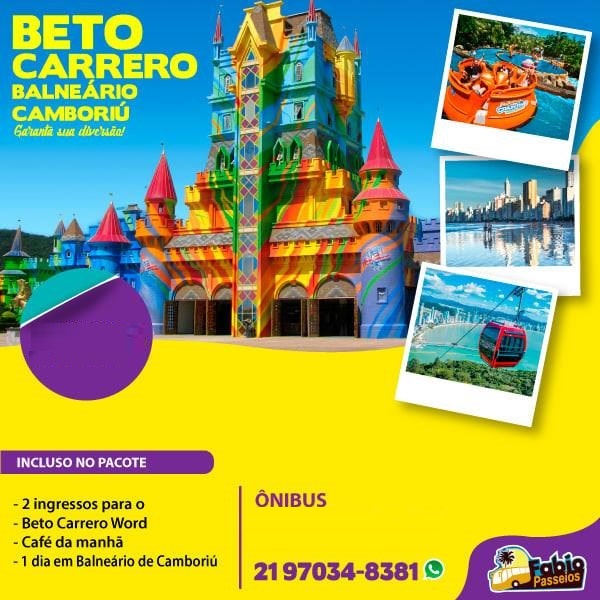 BETO
CARRERO
BALNEÁRIO
CAMBORIÚ
Garanta sua diversão!
INCLUSO NO PACOTE
- 2 ingressos para o
- Beto Carrero Word
- Café da manhã
- 1 dia em Balneário de Camboriú
ÔNIBUS
21 97034-8381
Fabio
Passeios